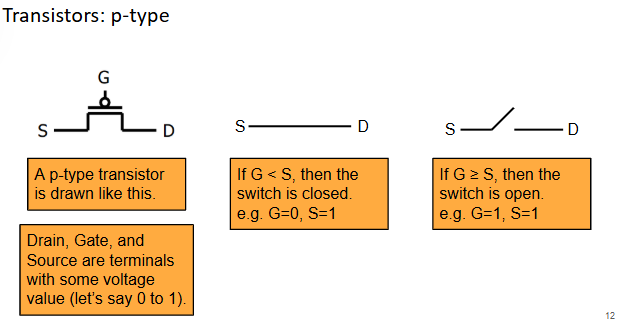 Transistors: p-type
G
S
D
S
D
S
D
A p-type transistor
is drawn like this.
If G < S, then the
switch is closed.
e.g. G=0, S=1
If G ≥ S, then the
switch is open.
e.g. G=1, S=1
Drain, Gate, and
Source are terminals
with some voltage
value (let's say 0 to 1).
12